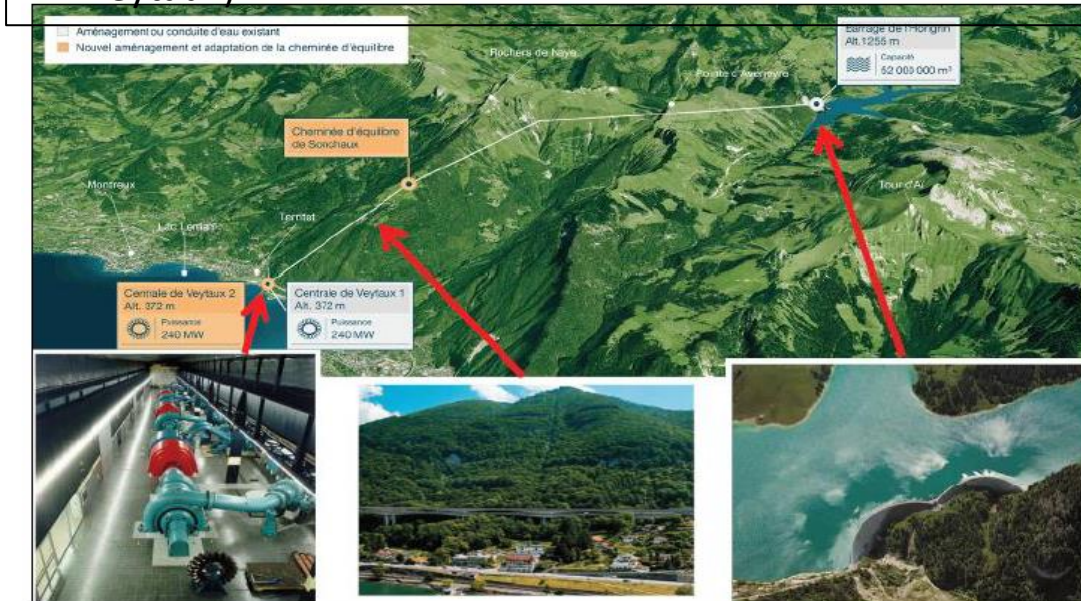 Aménagement ou conduite d'eau existant
Nouvel aménagement et adaptation de la cheminée d'équilibre
Rochers de naye
Pointe d'Aveneyre
Barrage de l'Hongrin
Alt.1255 m
Capacité
52 000 000 m³
Cheminée d'équilibre
de Sonchaux
Montreux
Lac Léman
Territet
Tour d'Aï
Centrale de Veytaux 2
Alt. 372 m
Puissance
240 MW
Centrale de Veytaux 1
Alt. 372 m
Puissance
240 MW